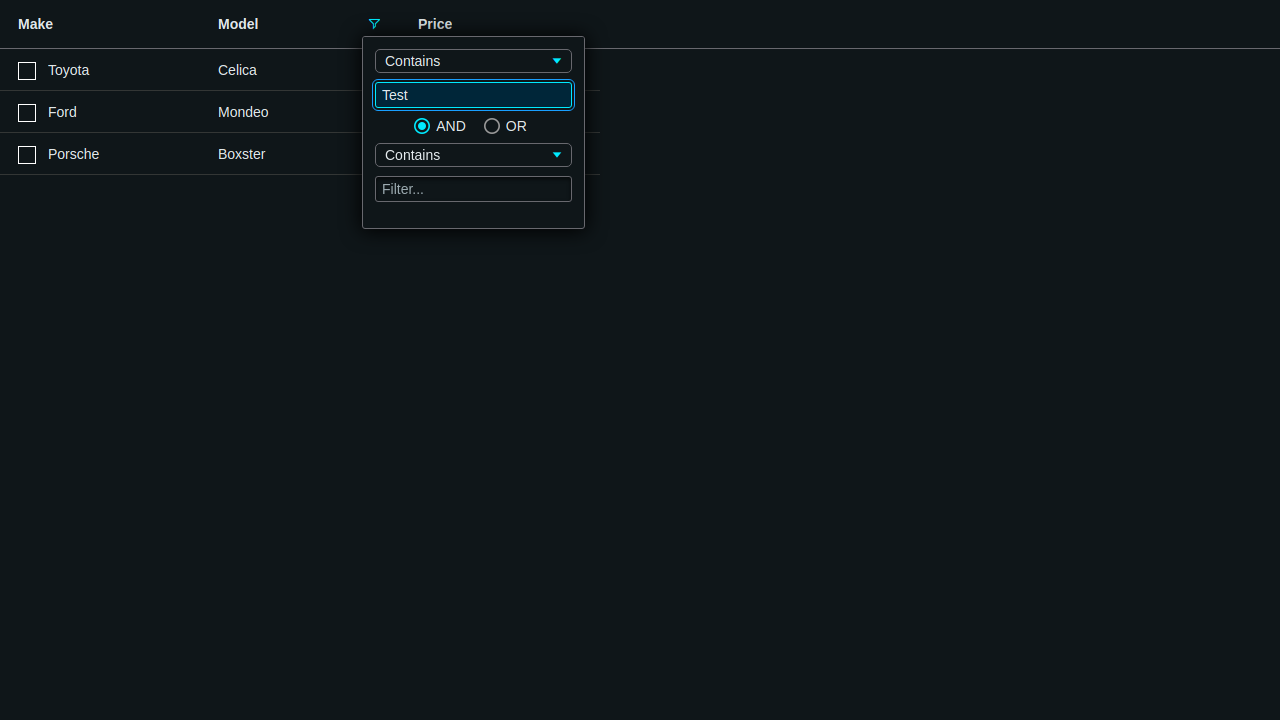 Make Model Price
Contains
Toyota Celica
Test
Ford Mondeo
AND OR
Porsche Boxster
Contains
Filter...